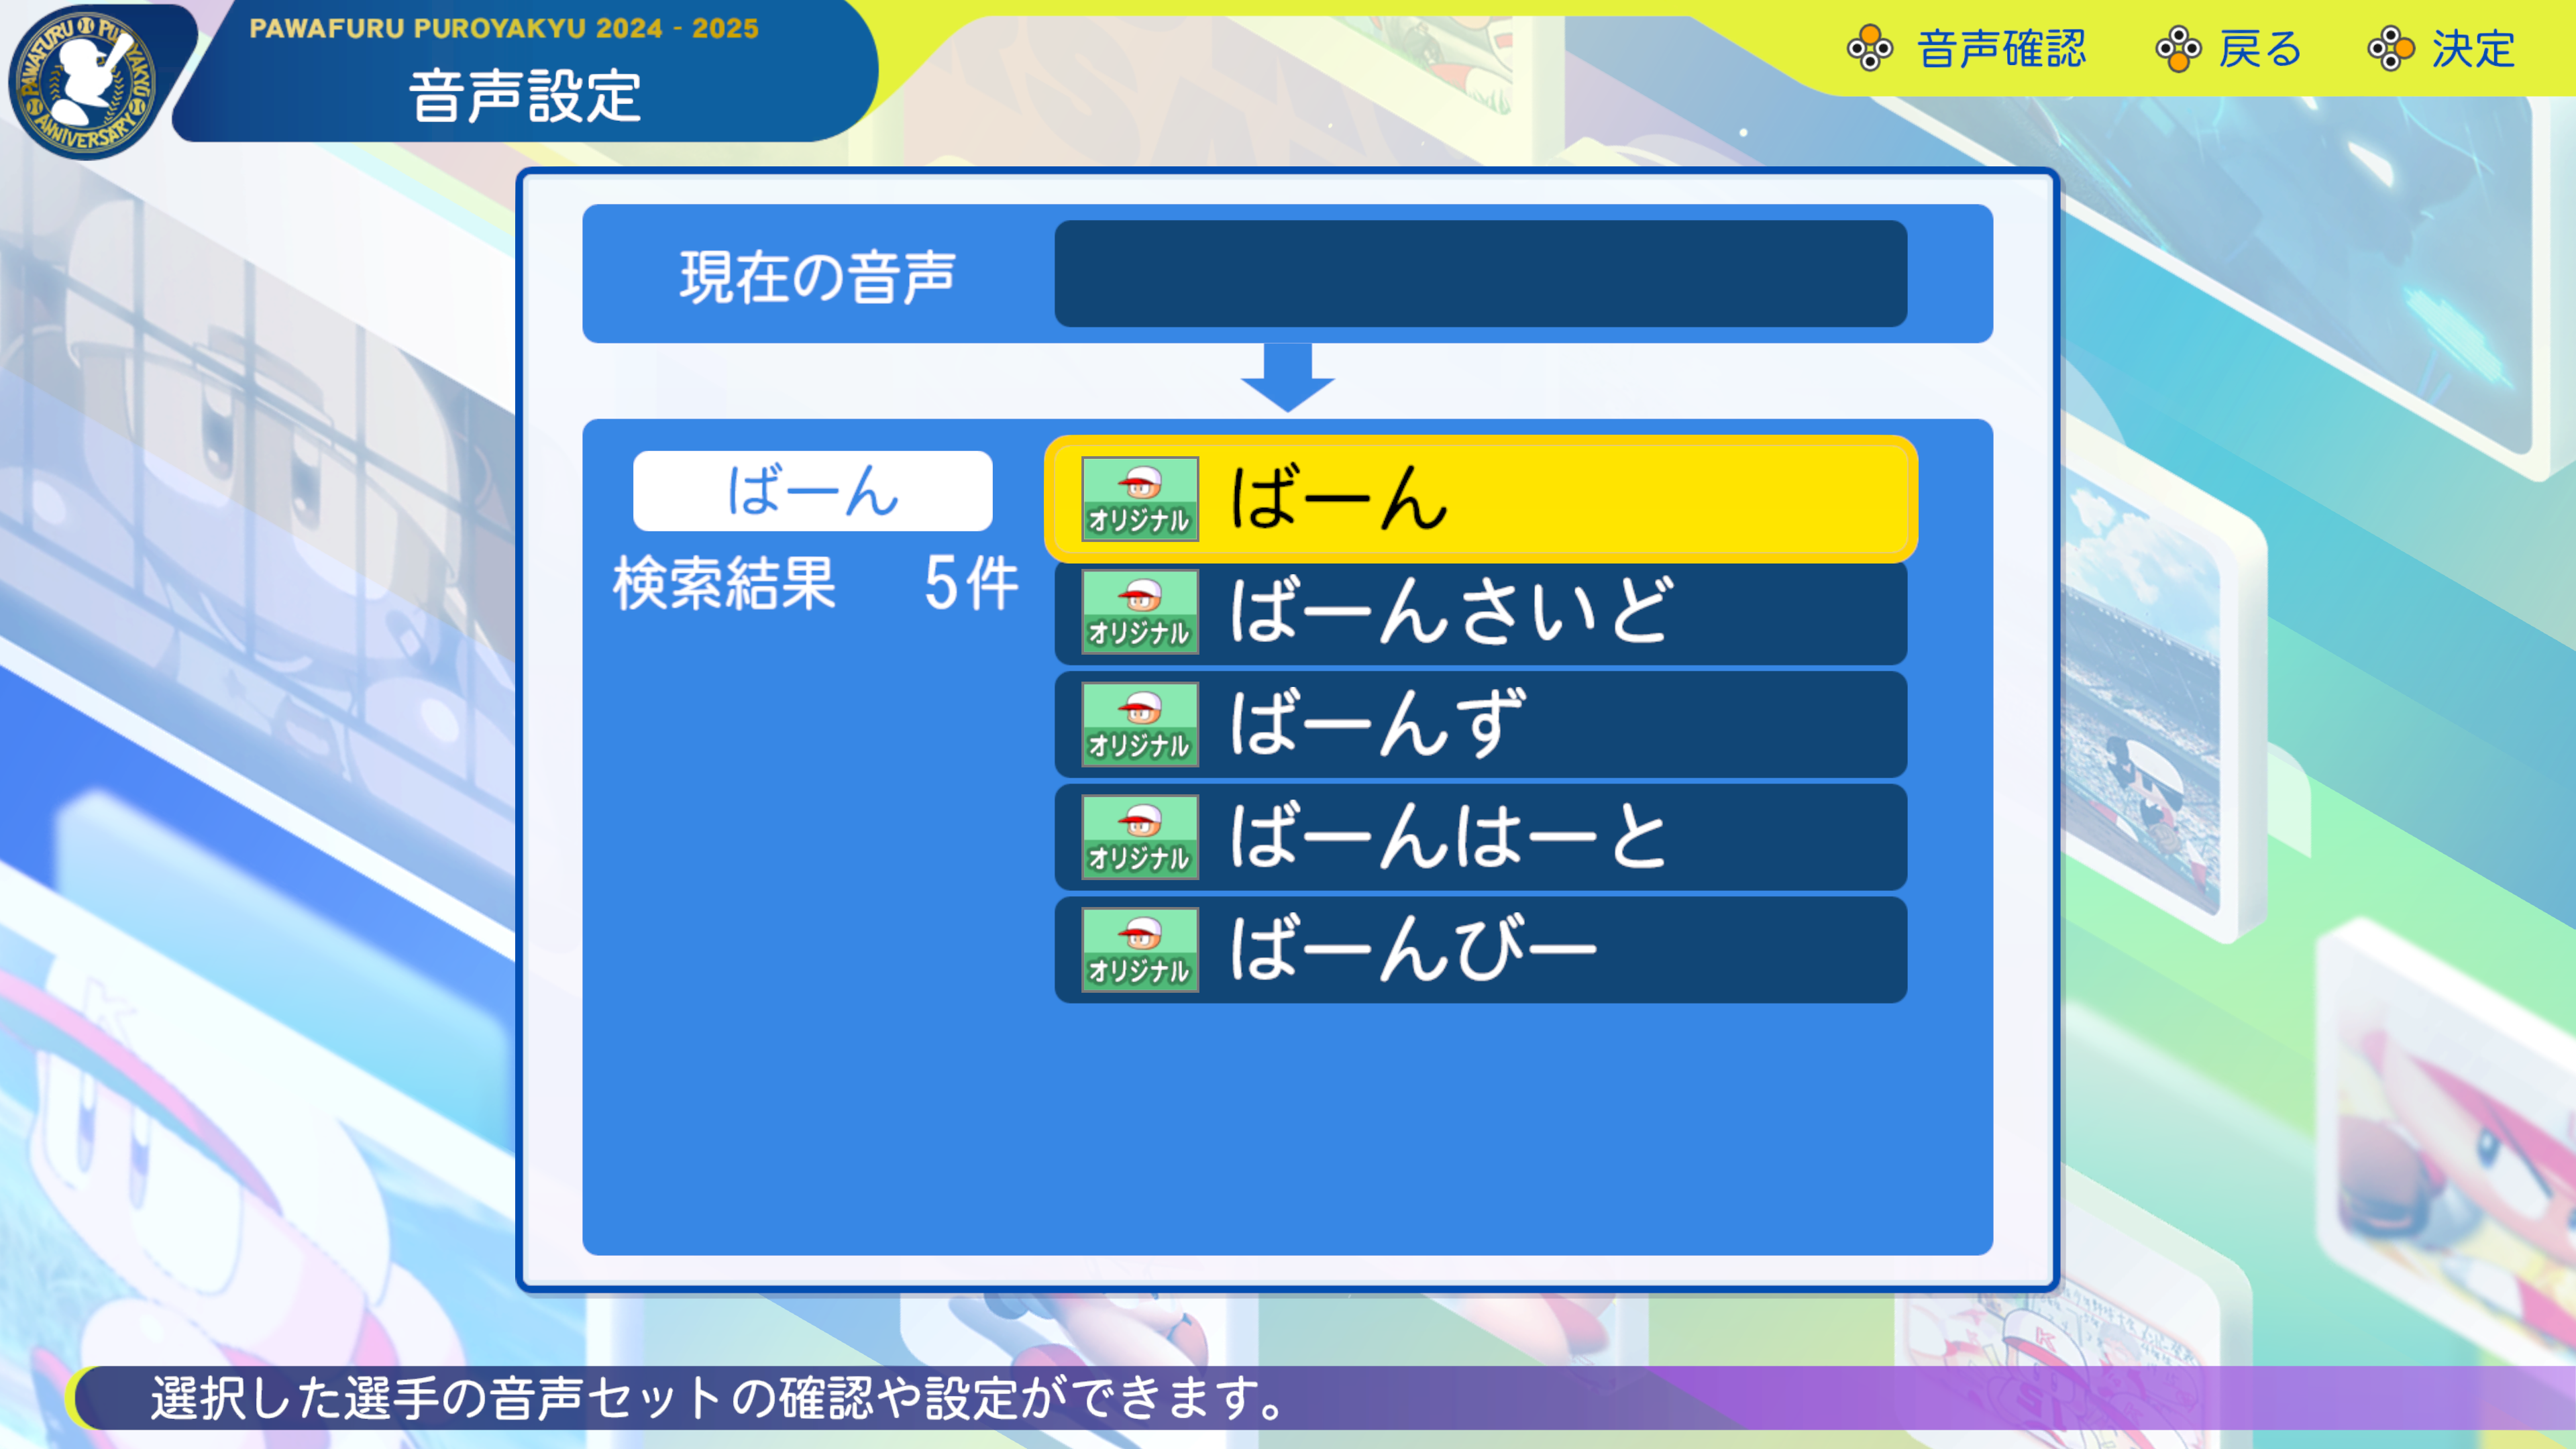 PAWAFURU PUROYAKYU 2024 - 2025
音声設定
PAWAFURU PUROYAKYU ANNIVERSARY
音声確認 戻る 決定
現在の音声
ばーん
検索結果 5件
オリジナル ばーん
オリジナル ばーんさいど
オリジナル ばーんず
オリジナル ばーんはーと
オリジナル ばーんびー
選択した選手の音声セットの確認や設定ができます。